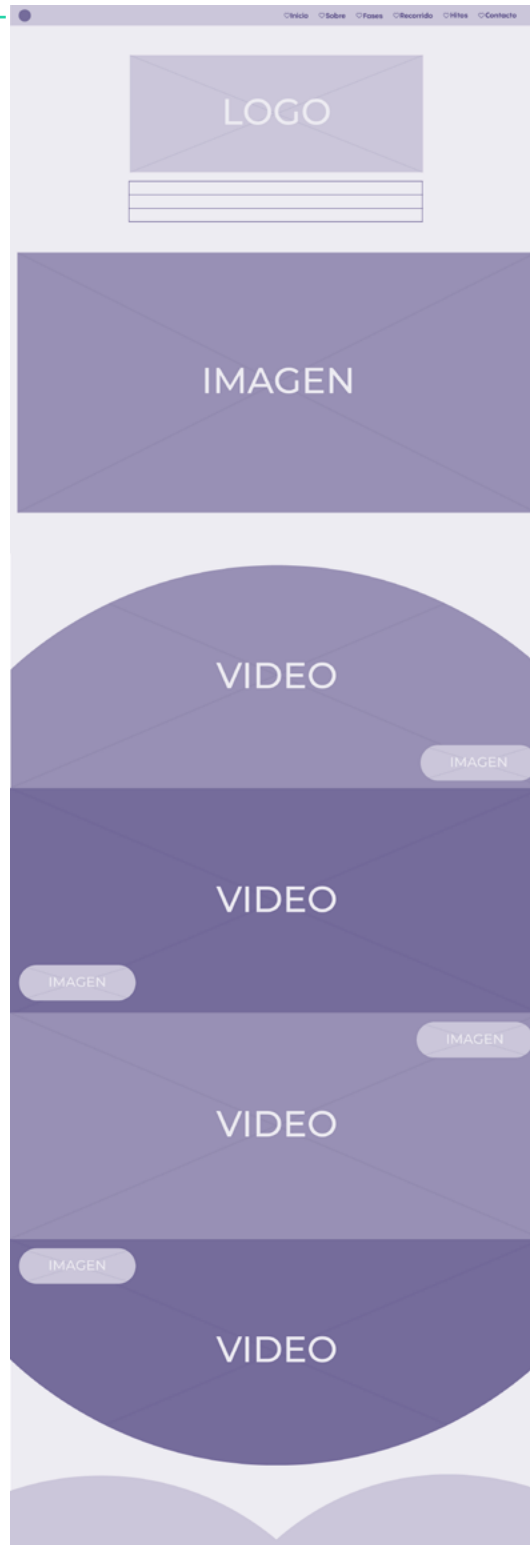 ♡Inicio ♡Sobre ♡Fases ♡Recorrido ♡Hitos ♡Contacto
LOGO
IMAGEN
VIDEO
IMAGEN
VIDEO
IMAGEN
IMAGEN
VIDEO
IMAGEN
VIDEO